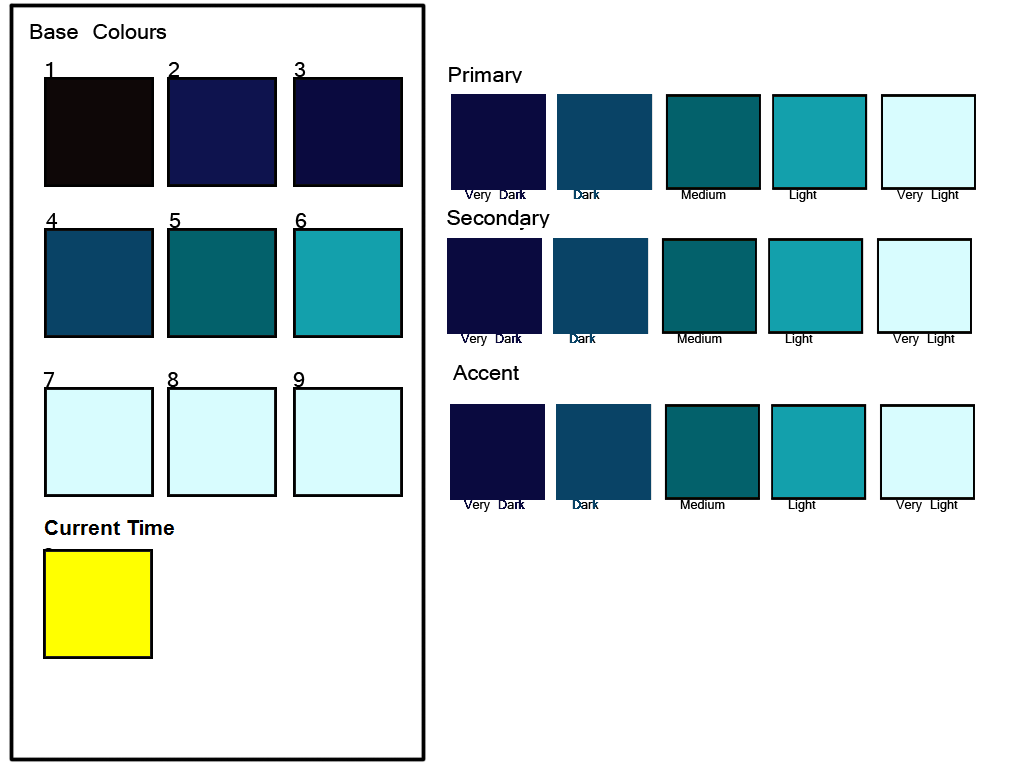 Base Colours
1 2 3
4 5 6
7 8 9
Current Time
Primary
Very Dark Dark Medium Light Very Light
Secondary
Very Dark Dark Medium Light Very Light
Accent
Very Dark Dark Medium Light Very Light